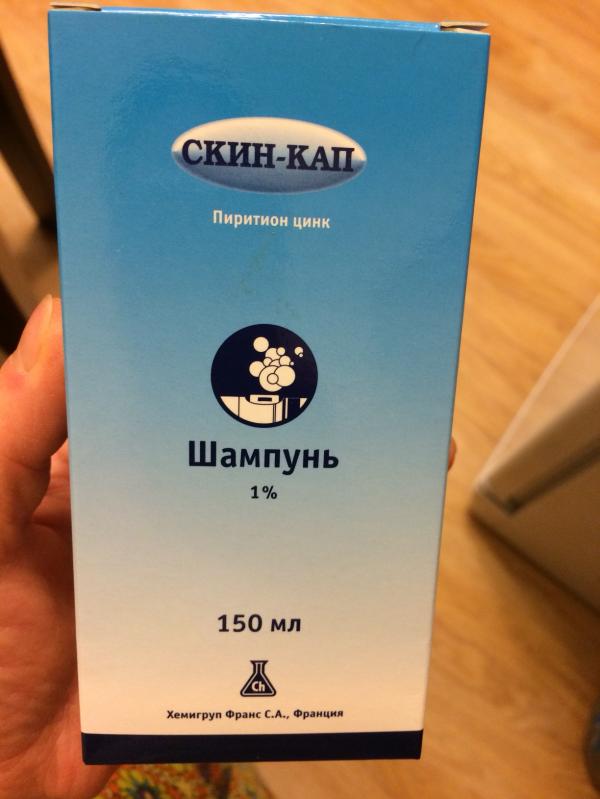 СКИН-КАП
Пиритион цинк
Шампунь
1%
150 мл
Ch
Хемигруп Франс С.А., Франция